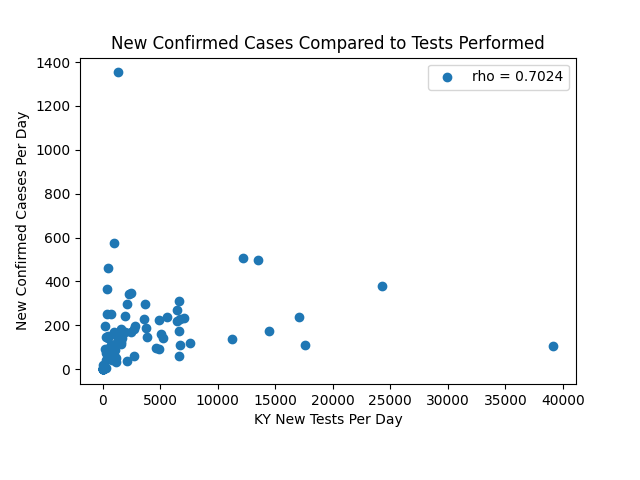 New Confirmed Cases Compared to Tests Performed
rho = 0.7024
New Confirmed Caeses Per Day
1400
1200
1000
800
600
400
200
0
0 5000 10000 15000 20000 25000 30000 35000 40000
KY New Tests Per Day